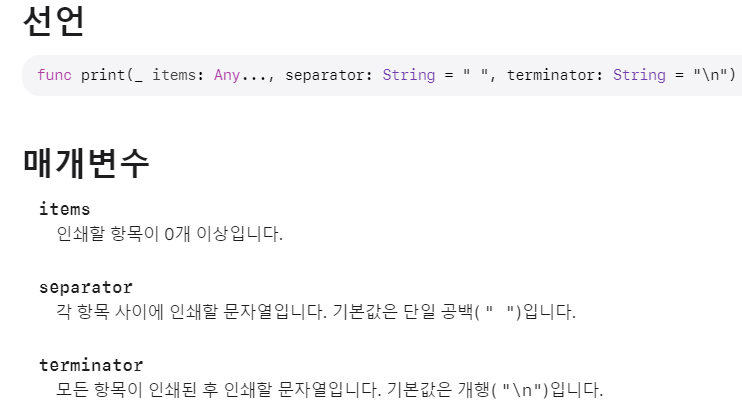 선언
func print(_ items: Any..., separator: String = " ", terminator: String = "\n")
매개변수
items
인쇄할 항목이 0개 이상입니다.
separator
각 항목 사이에 인쇄할 문자열입니다. 기본값은 단일 공백( " ")입니다.
terminator
모든 항목이 인쇄된 후 인쇄할 문자열입니다. 기본값은 개행( "\n")입니다.